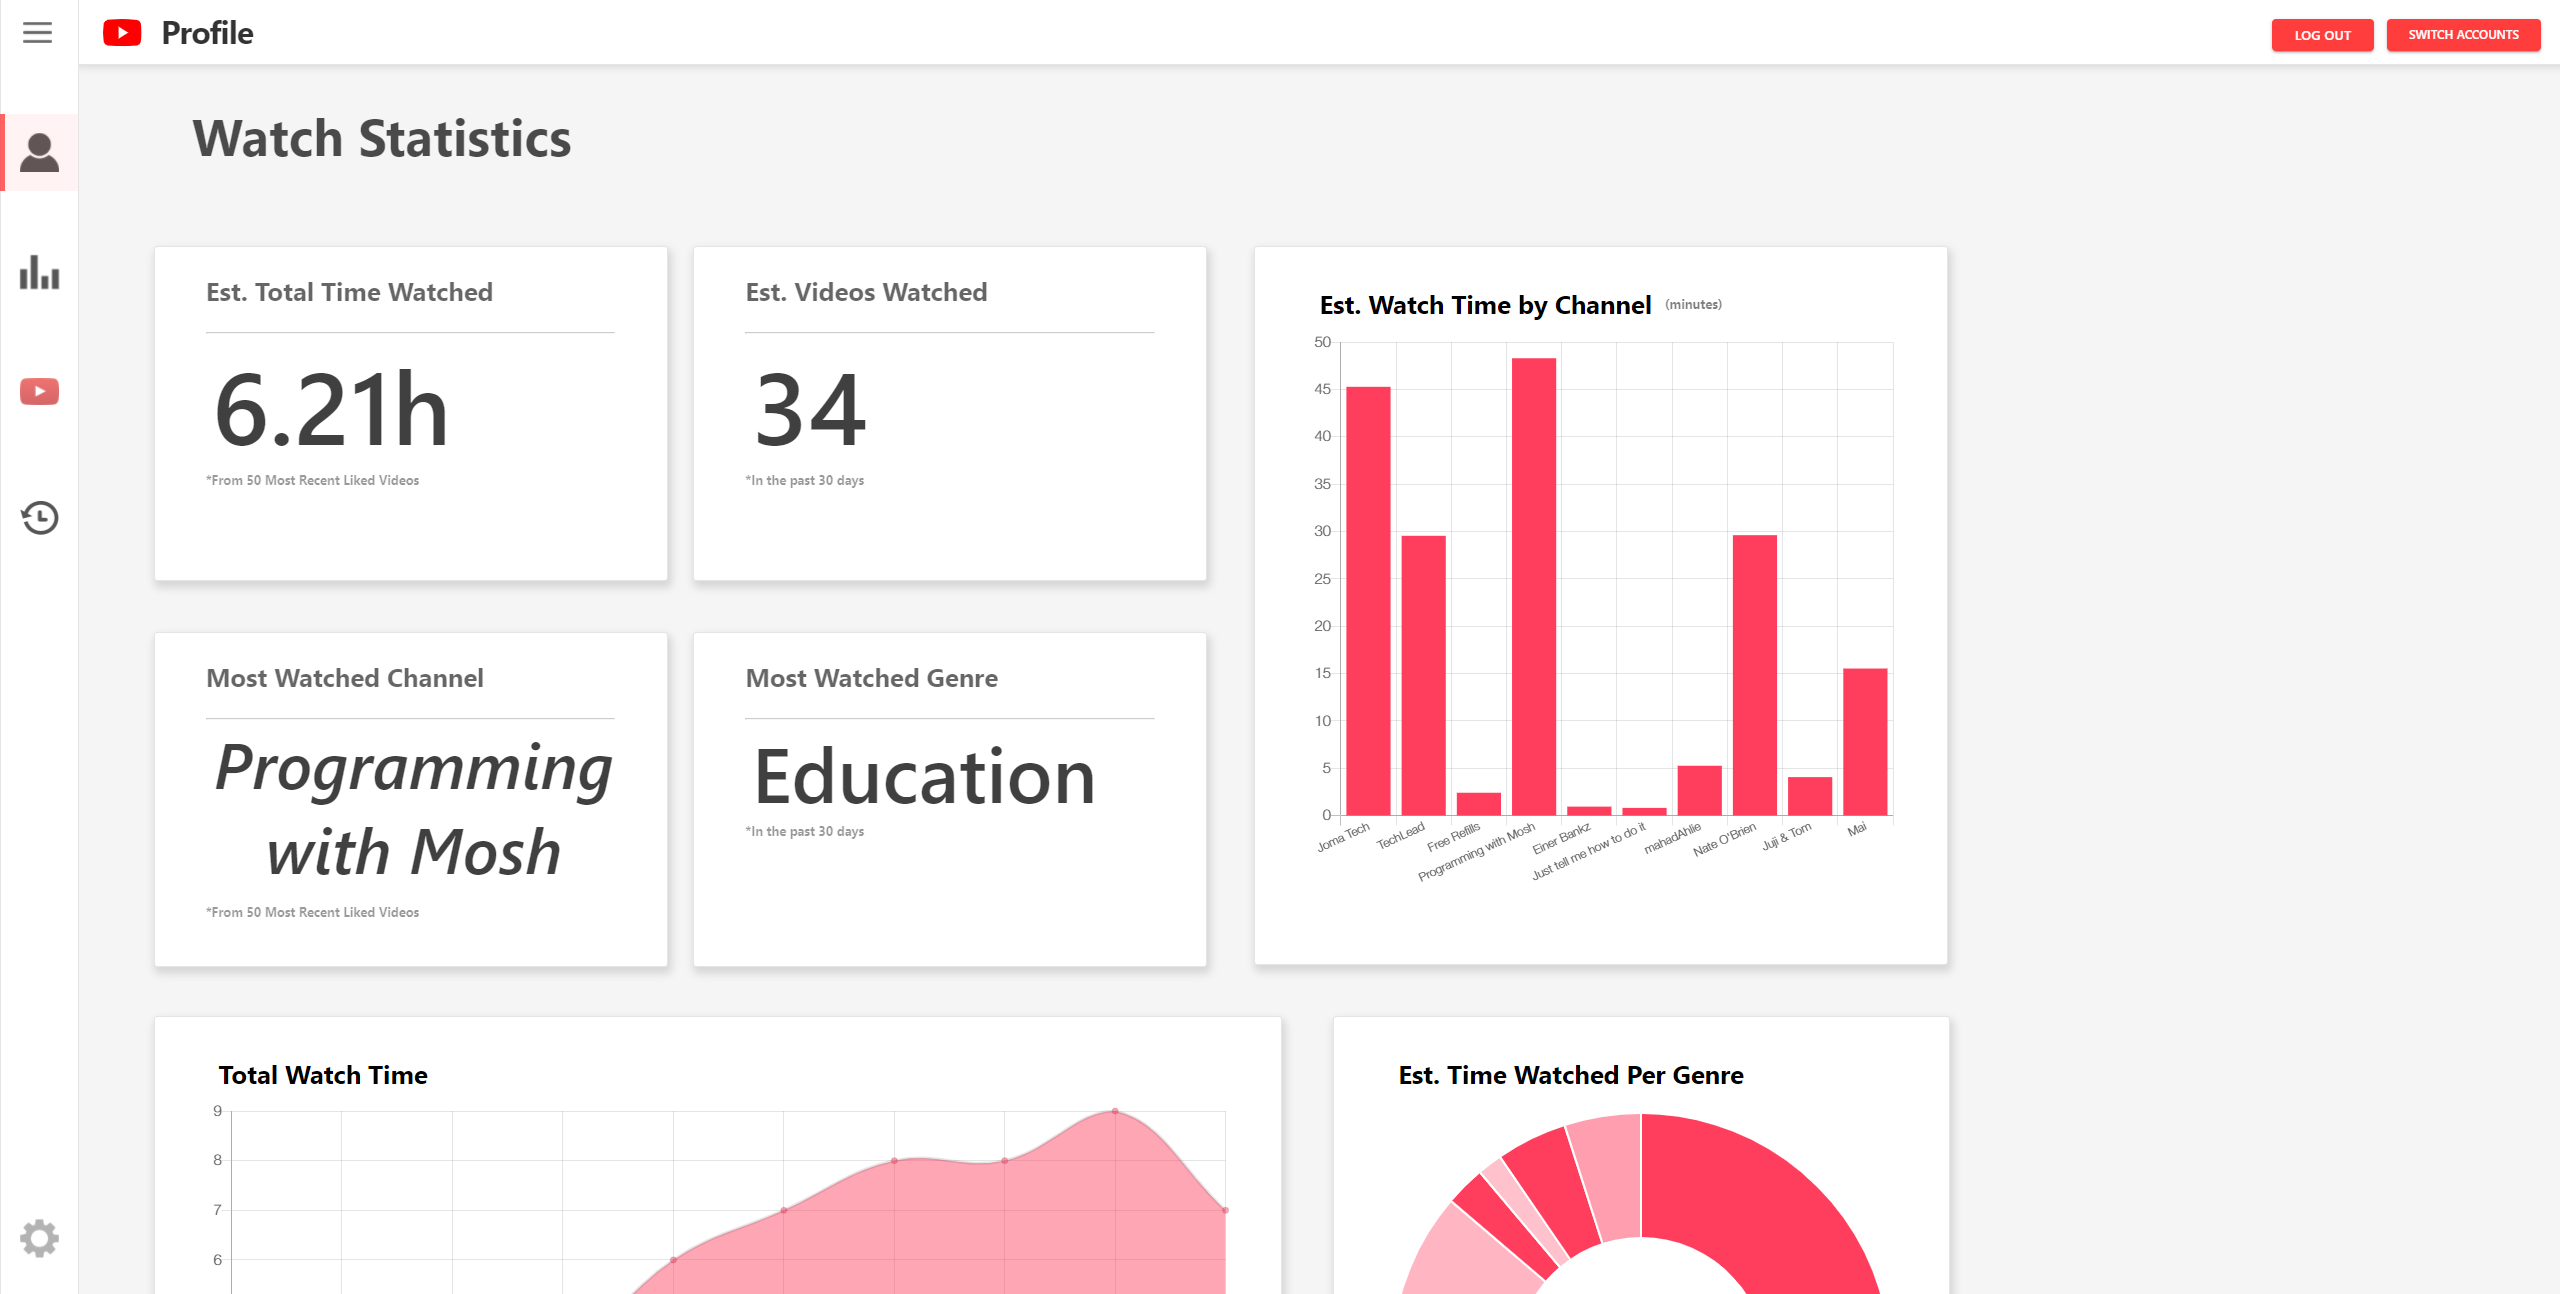 Profile
LOG OUT
SWITCH ACCOUNTS
Watch Statistics
Est. Total Time Watched
6.21h
*From 50 Most Recent Liked Videos
Est. Videos Watched
34
*In the past 30 days
Most Watched Channel
Programming
with Mosh
*From 50 Most Recent Liked Videos
Most Watched Genre
Education
*In the past 30 days
Est. Watch Time by Channel (minutes)
50
45
40
35
30
25
20
15
10
5
0
Joma Tech
TechLead
Free Refills
Programming with Mosh
Einer Bankz
Just tell me how to do it
mahadAhlie
Nate O'Brien
Juji & Tom
Mai
Total Watch Time
9
8
7
6
Est. Time Watched Per Genre